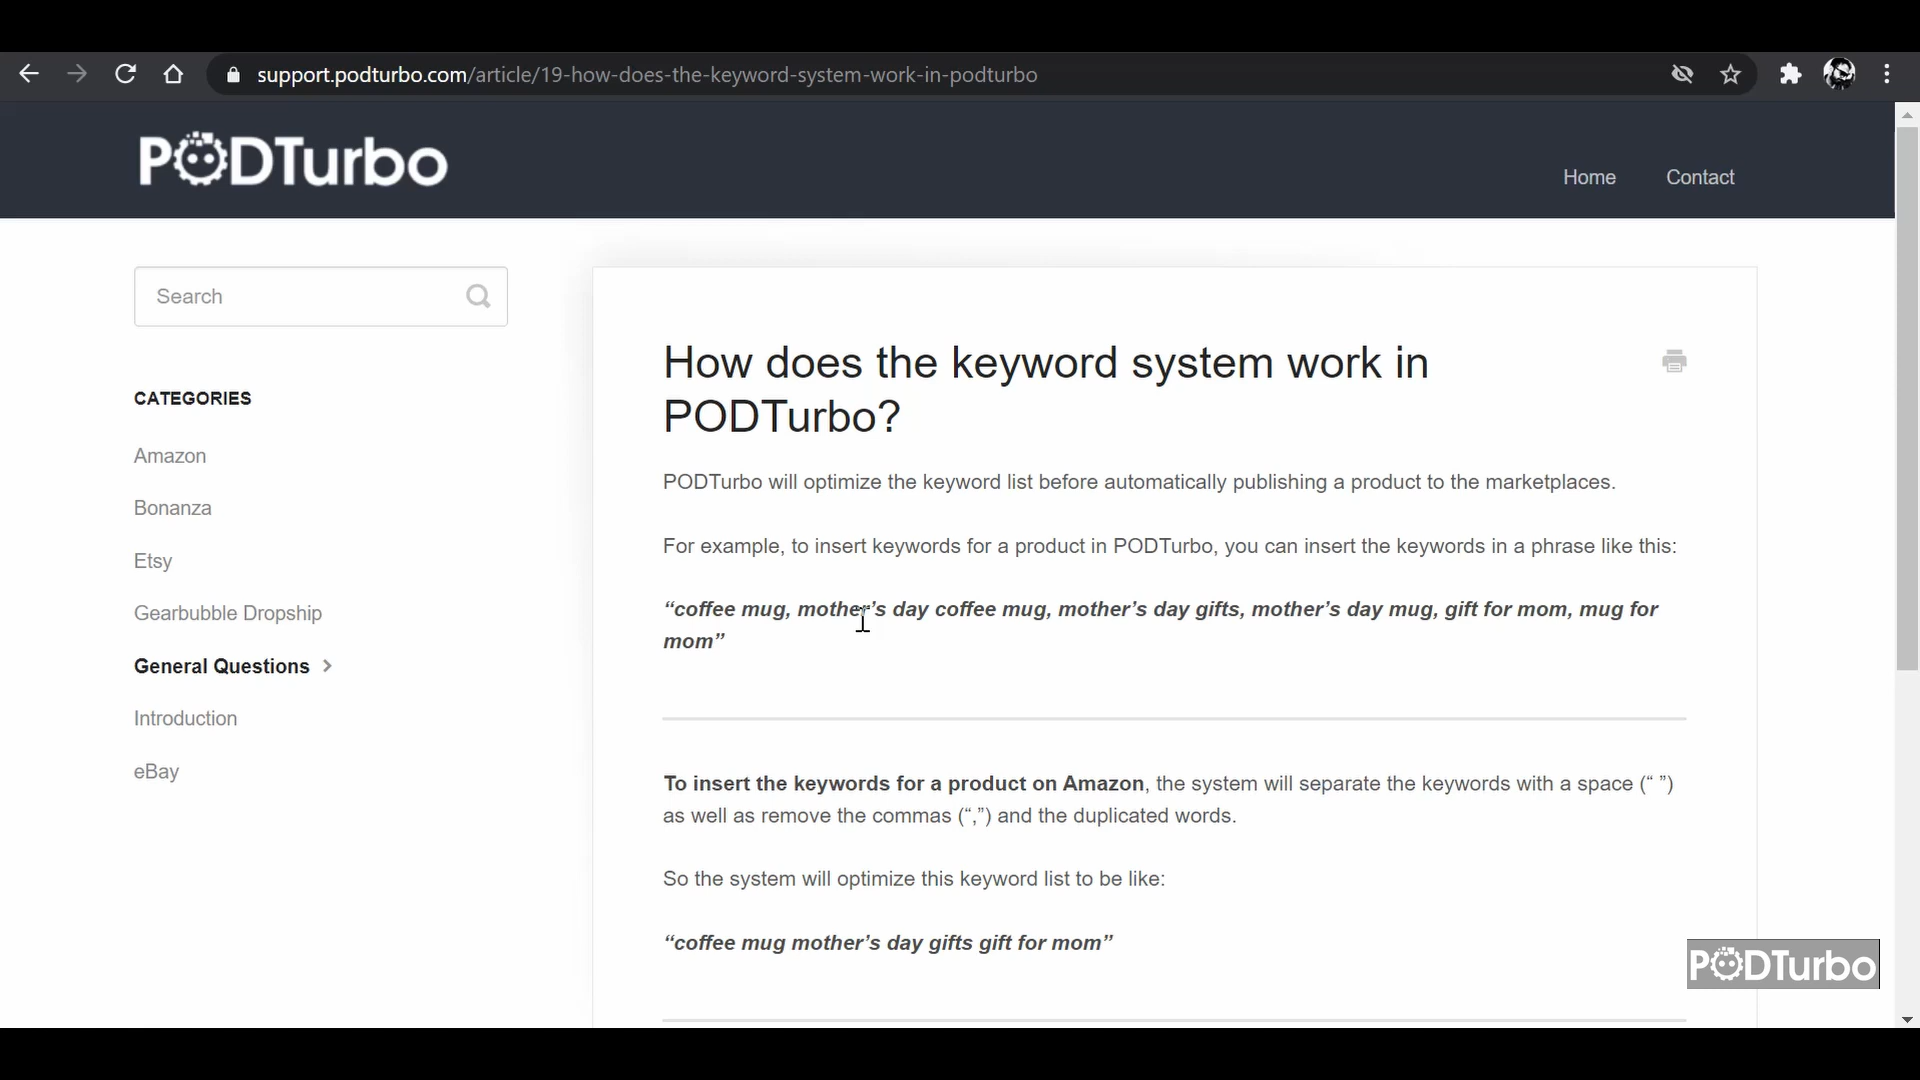 support.podturbo.com/article/19-how-does-the-keyword-system-work-in-podturbo
PODTurbo
Home
Contact
Search
CATEGORIES
Amazon
Bonanza
Etsy
Gearbubble Dropship
General Questions
Introduction
eBay
How does the keyword system work in
PODTurbo?
PODTurbo will optimize the keyword list before automatically publishing a product to the marketplaces.
For example, to insert keywords for a product in PODTurbo, you can insert the keywords in a phrase like this:
“coffee mug, mother’s day coffee mug, mother’s day gifts, mother’s day mug, gift for mom, mug for
mom”
To insert the keywords for a product on Amazon, the system will separate the keywords with a space (“ ”)
as well as remove the commas (“,”) and the duplicated words.
So the system will optimize this keyword list to be like:
“coffee mug mother’s day gifts gift for mom”
PODTurbo